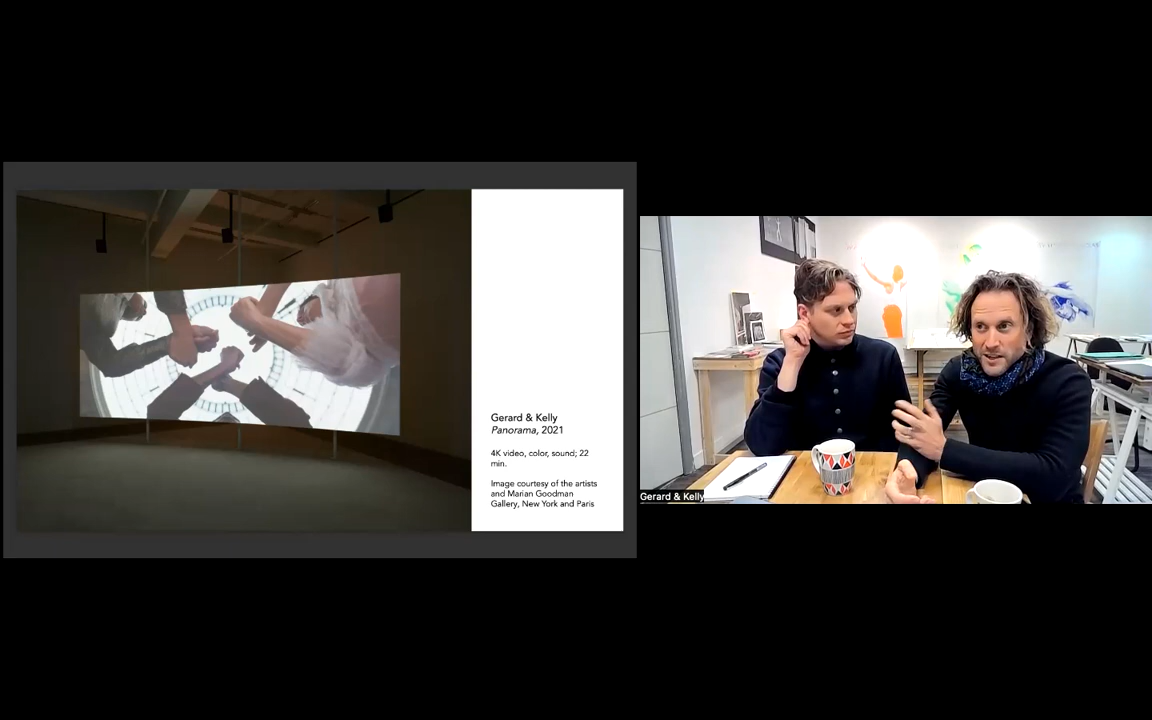 Gerard & Kelly
Panorama, 2021
4K video, color, sound; 22
min.
Image courtesy of the artists
and Marian Goodman
Gallery, New York and Paris
Gerard & Kelly